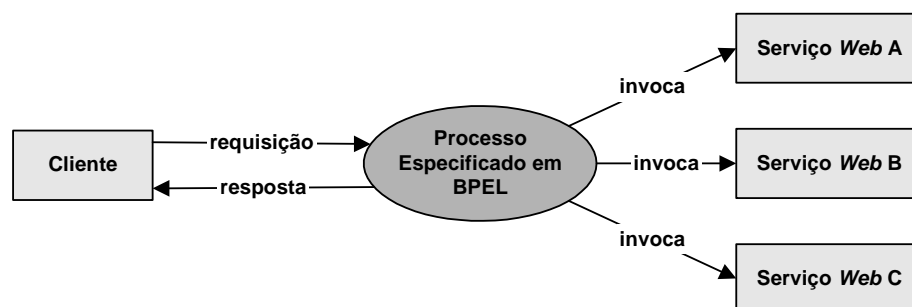 Cliente
requisição
resposta
Processo
Especificado em
BPEL
invoca
invoca
invoca
Serviço Web A
Serviço Web B
Serviço Web C